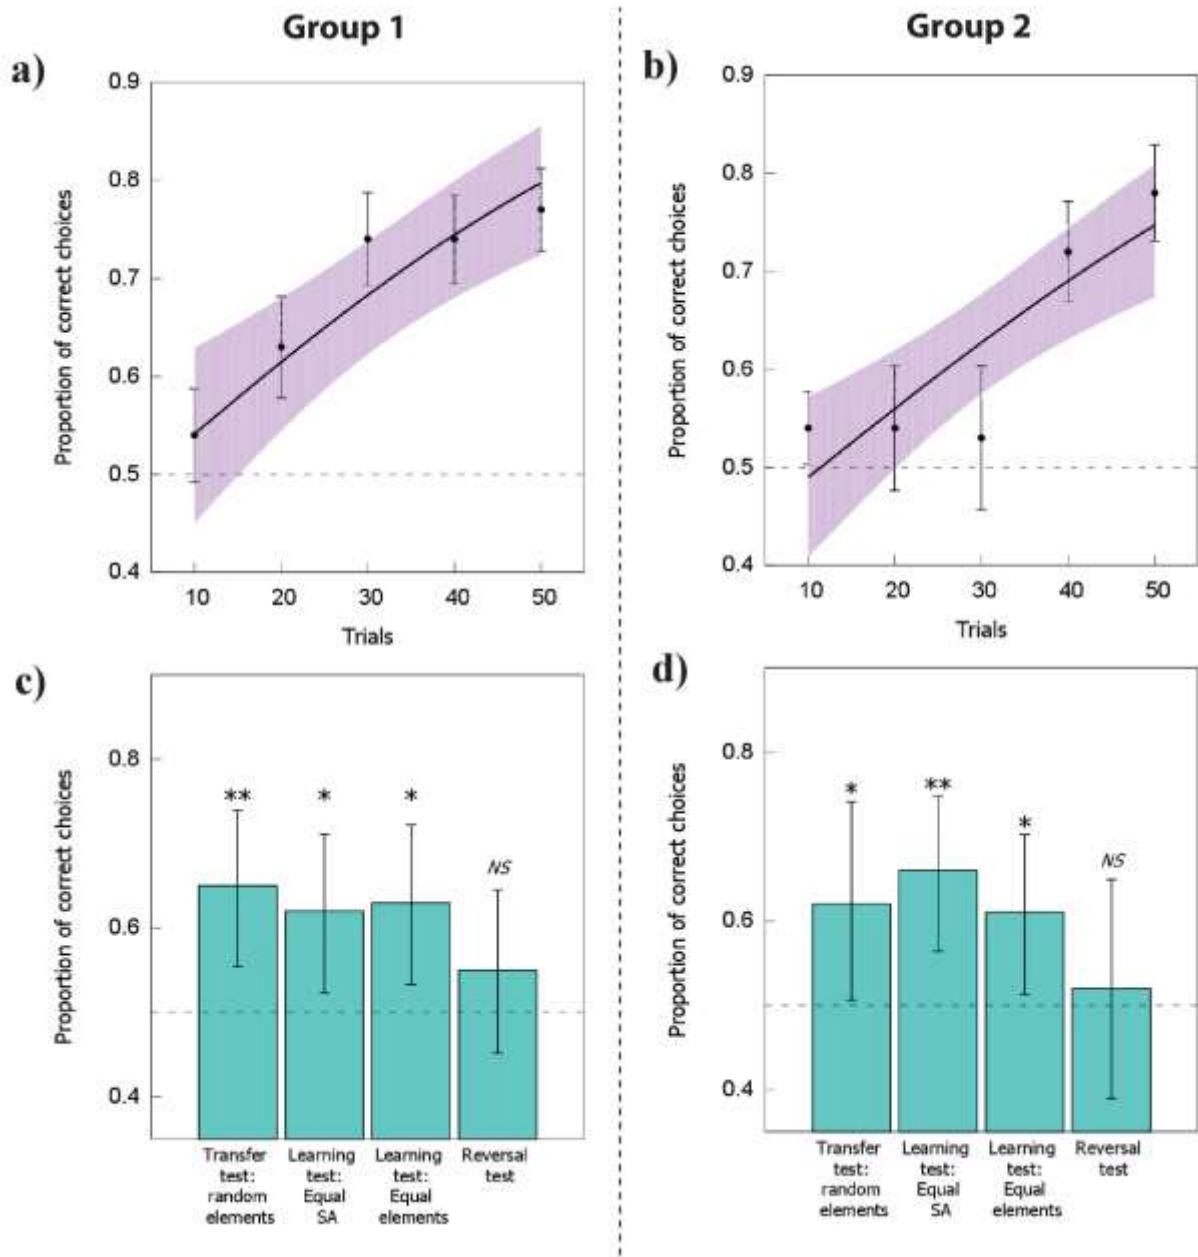 Group 1
Group 2
a)
0.9
0.8
0.7
0.6
0.5
0.4
Proportion of correct choices
10 20 30 40 50
Trials
b)
0.9
0.8
0.7
0.6
0.5
0.4
Proportion of correct choices
10 20 30 40 50
Trials
c)
0.8
0.6
0.4
Proportion of correct choices
** * * NS
Transfer
test:
random
elements
Learning
test:
Equal
SA
Learning
test:
Equal
elements
Reversal
test
d)
0.8
0.6
0.4
Proportion of correct choices
* ** * NS
Transfer
test:
random
elements
Learning
test:
Equal
SA
Learning
test:
Equal
elements
Reversal
test